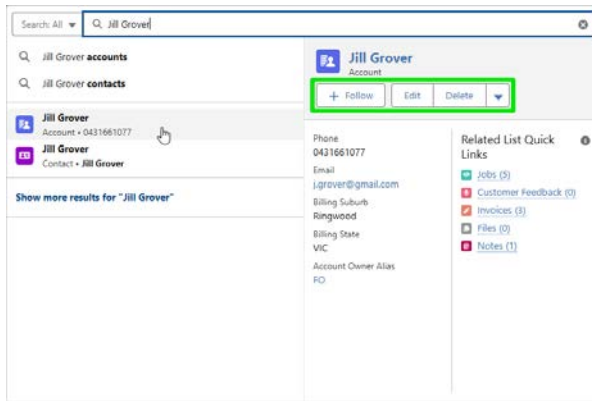 Search: All
Jill Grover
Jill Grover accounts
Jill Grover contacts
Jill Grover
Account • 0431661077
Jill Grover
Contact • Jill Grover
Show more results for "Jill Grover"
Jill Grover
Account
+ Follow
Edit
Delete
Phone
0431661077
Email
j.grover@gmail.com
Billing Suburb
Ringwood
Billing State
VIC
Account Owner Alias
FO
Related List Quick
Links
Jobs (5)
Customer Feedback (0)
Invoices (3)
Files (0)
Notes (1)